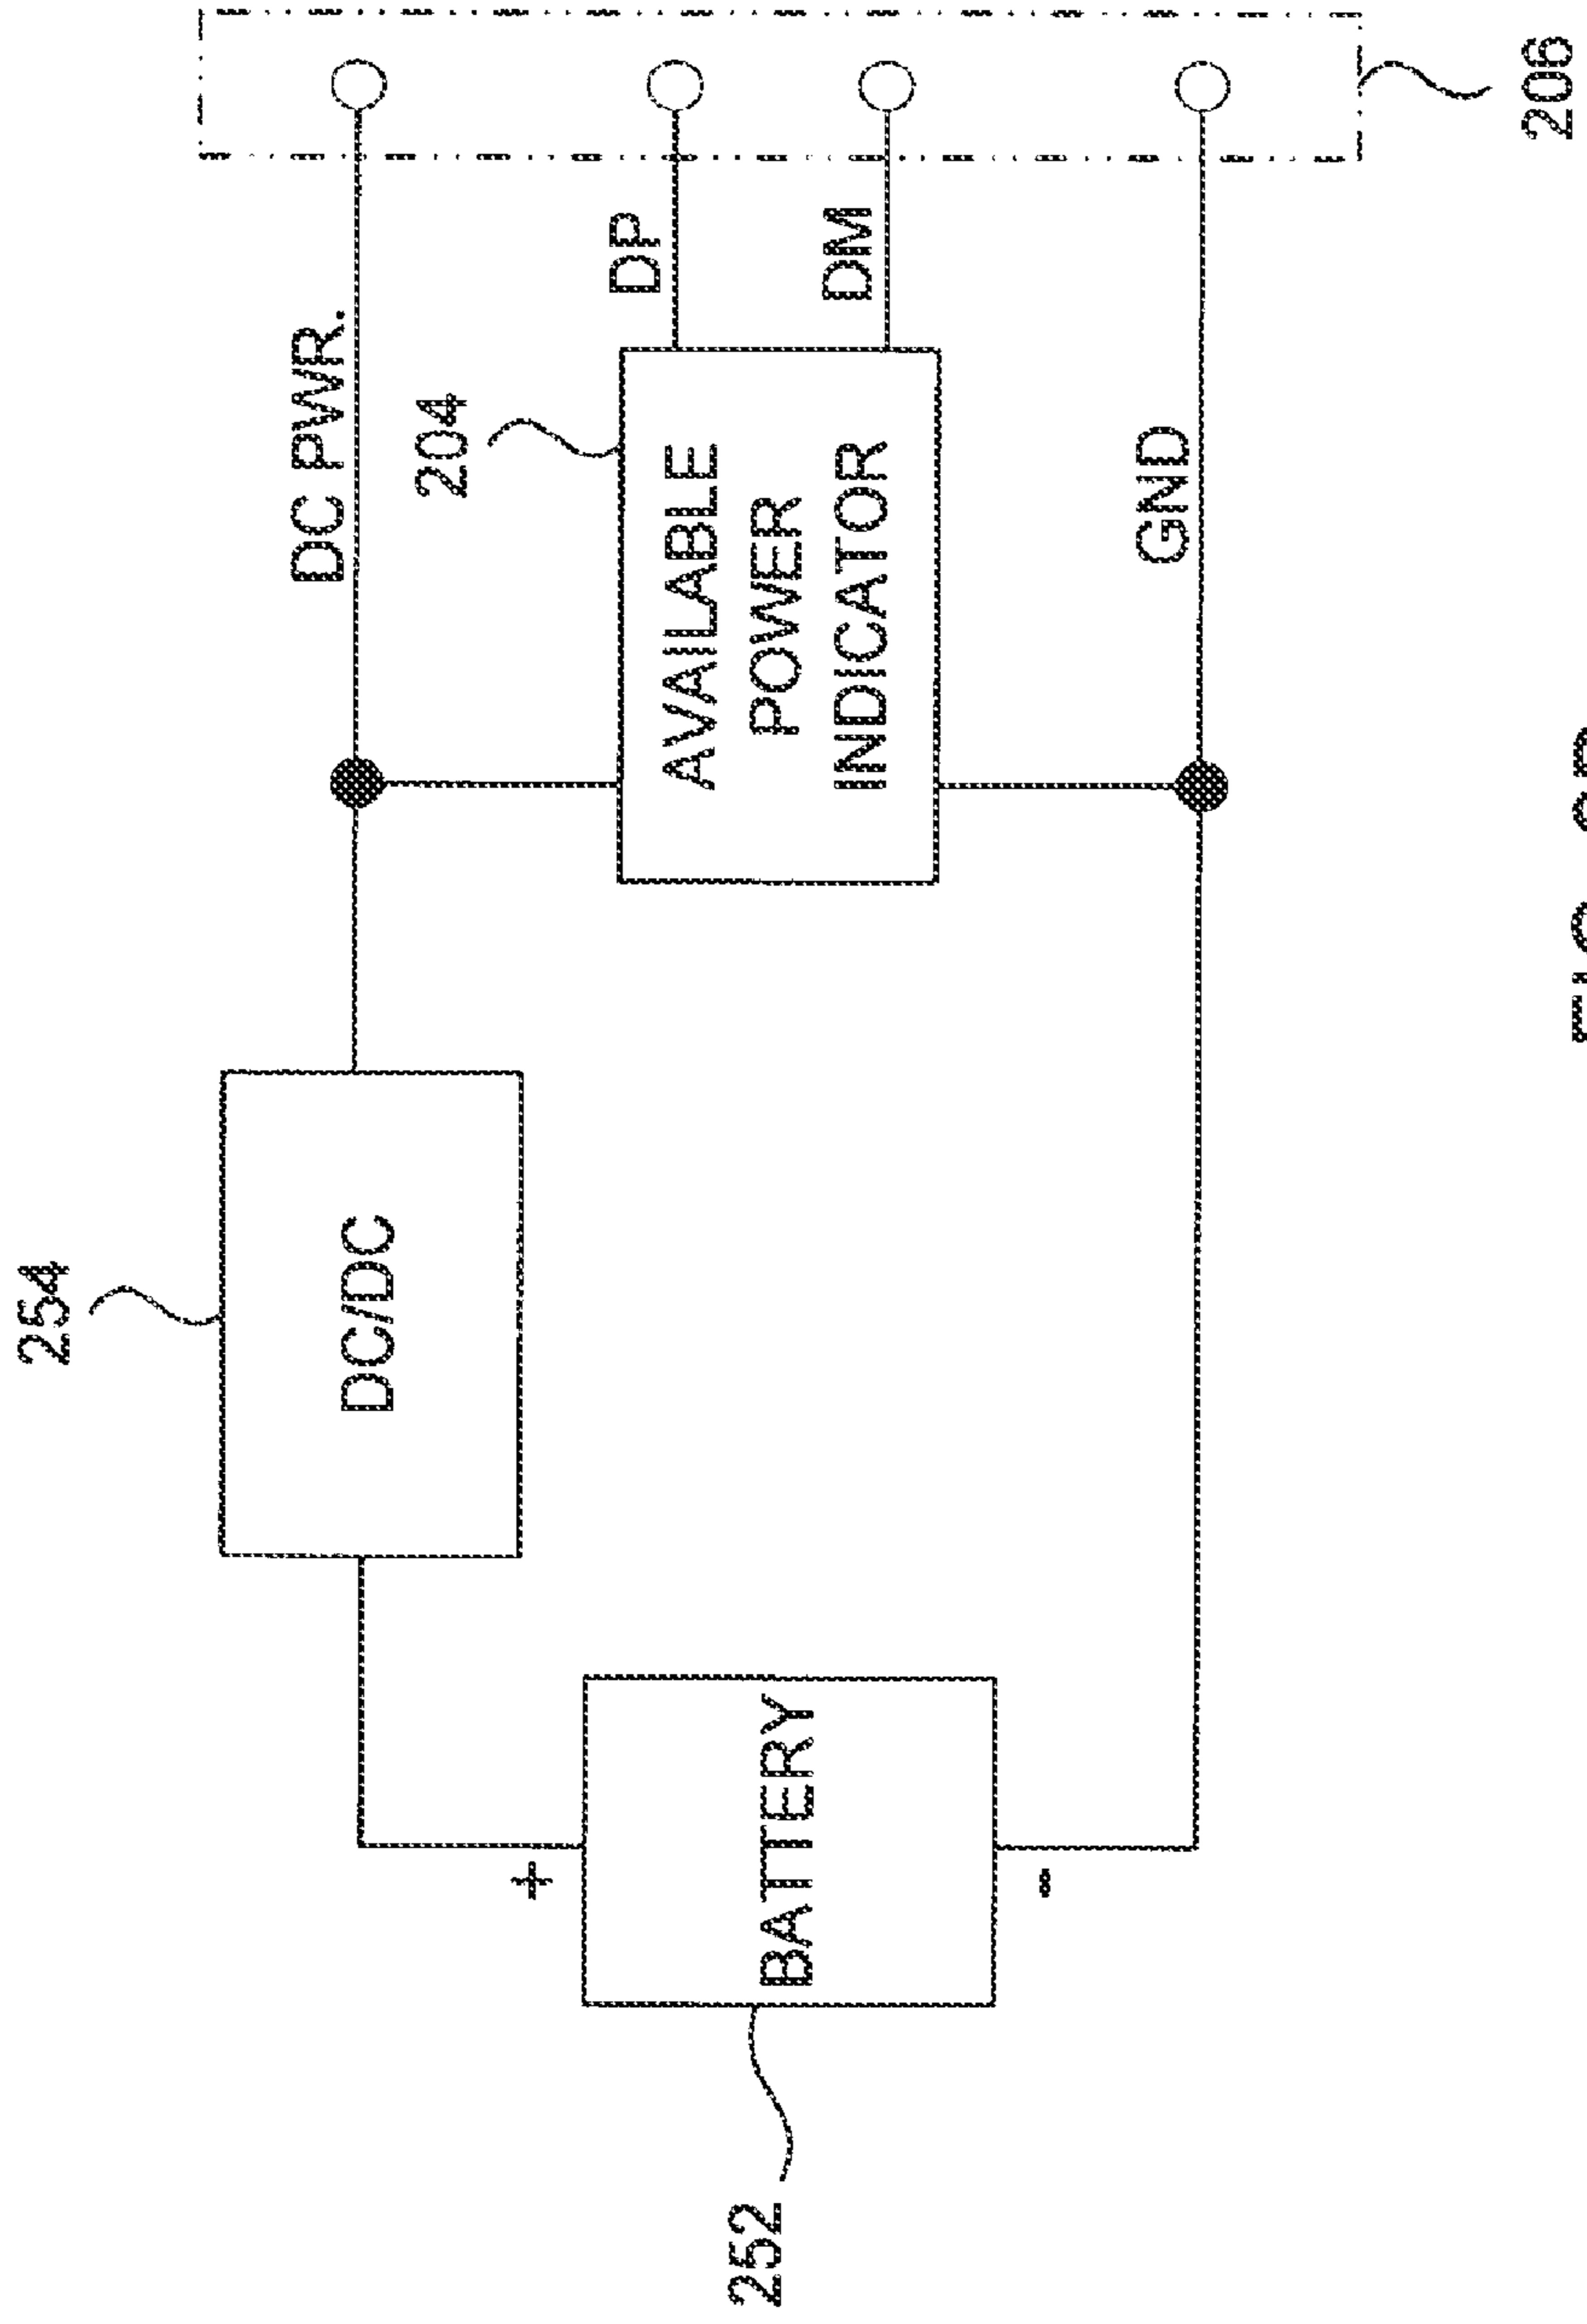 254
DC PWR.
DC/DC
204
+
DP
AVAILABLE
POWER
INDICATOR
252
BATTERY
DM
-
GND
206